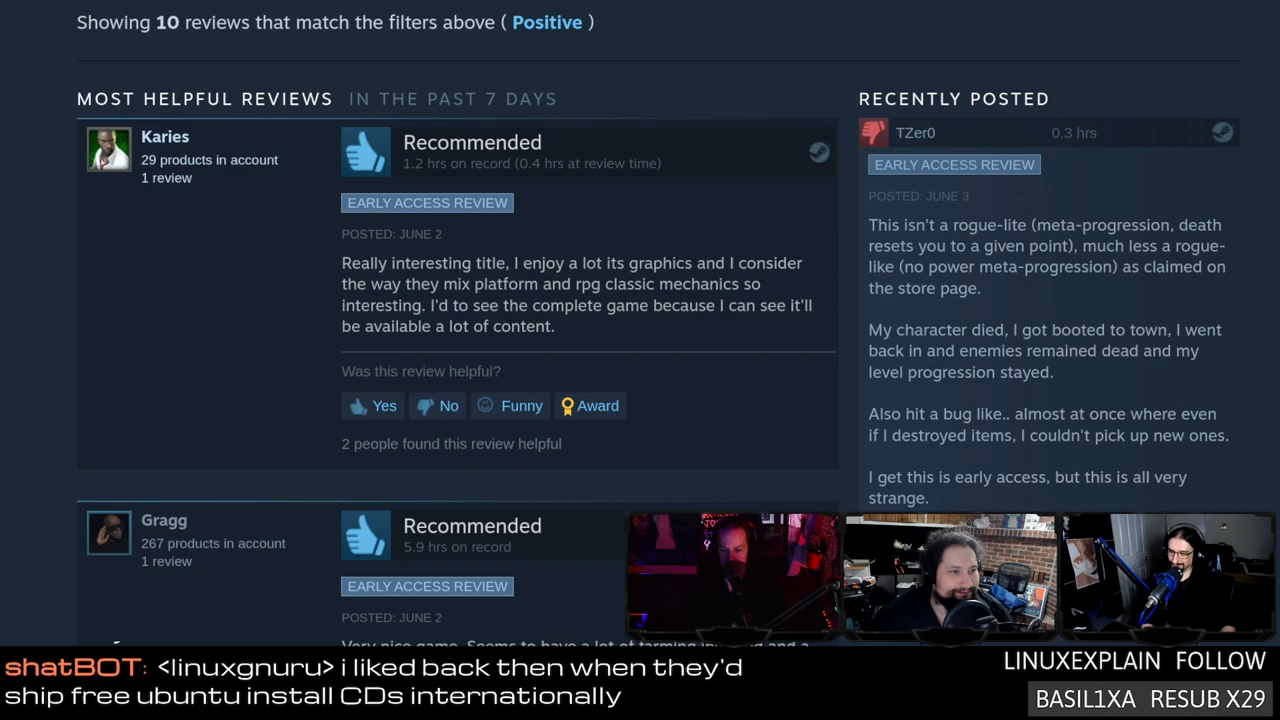 Showing 10 reviews that match the filters above ( Positive )
MOST HELPFUL REVIEWS IN THE PAST 7 DAYS
Karies
29 products in account
1 review
Recommended
1.2 hrs on record (0.4 hrs at review time)
EARLY ACCESS REVIEW
POSTED: JUNE 2
Really interesting title, I enjoy a lot its graphics and I consider
the way they mix platform and rpg classic mechanics so
interesting. I'd to see the complete game because I can see it'll
be available a lot of content.
Was this review helpful?
Yes No Funny Award
2 people found this review helpful
Gragg
267 products in account
1 review
Recommended
5.9 hrs on record
EARLY ACCESS REVIEW
POSTED: JUNE 2
Very nice game. Seems to have a lot of farming
RECENTLY POSTED
TZer0 0.3 hrs
EARLY ACCESS REVIEW
POSTED: JUNE 3
This isn't a rogue-lite (meta-progression, death
resets you to a given point), much less a rogue-
like (no power meta-progression) as claimed on
the store page.
My character died, I got booted to town, I went
back in and enemies remained dead and my
level progression stayed.
Also hit a bug like.. almost at once where even
if I destroyed items, I couldn't pick up new ones.
I get this is early access, but this is all very
strange.
shatBOT: <linuxgnuru> i liked back then when they'd
ship free ubuntu install CDs internationally
LINUXEXPLAIN FOLLOW
BASIL1XA RESUB X29